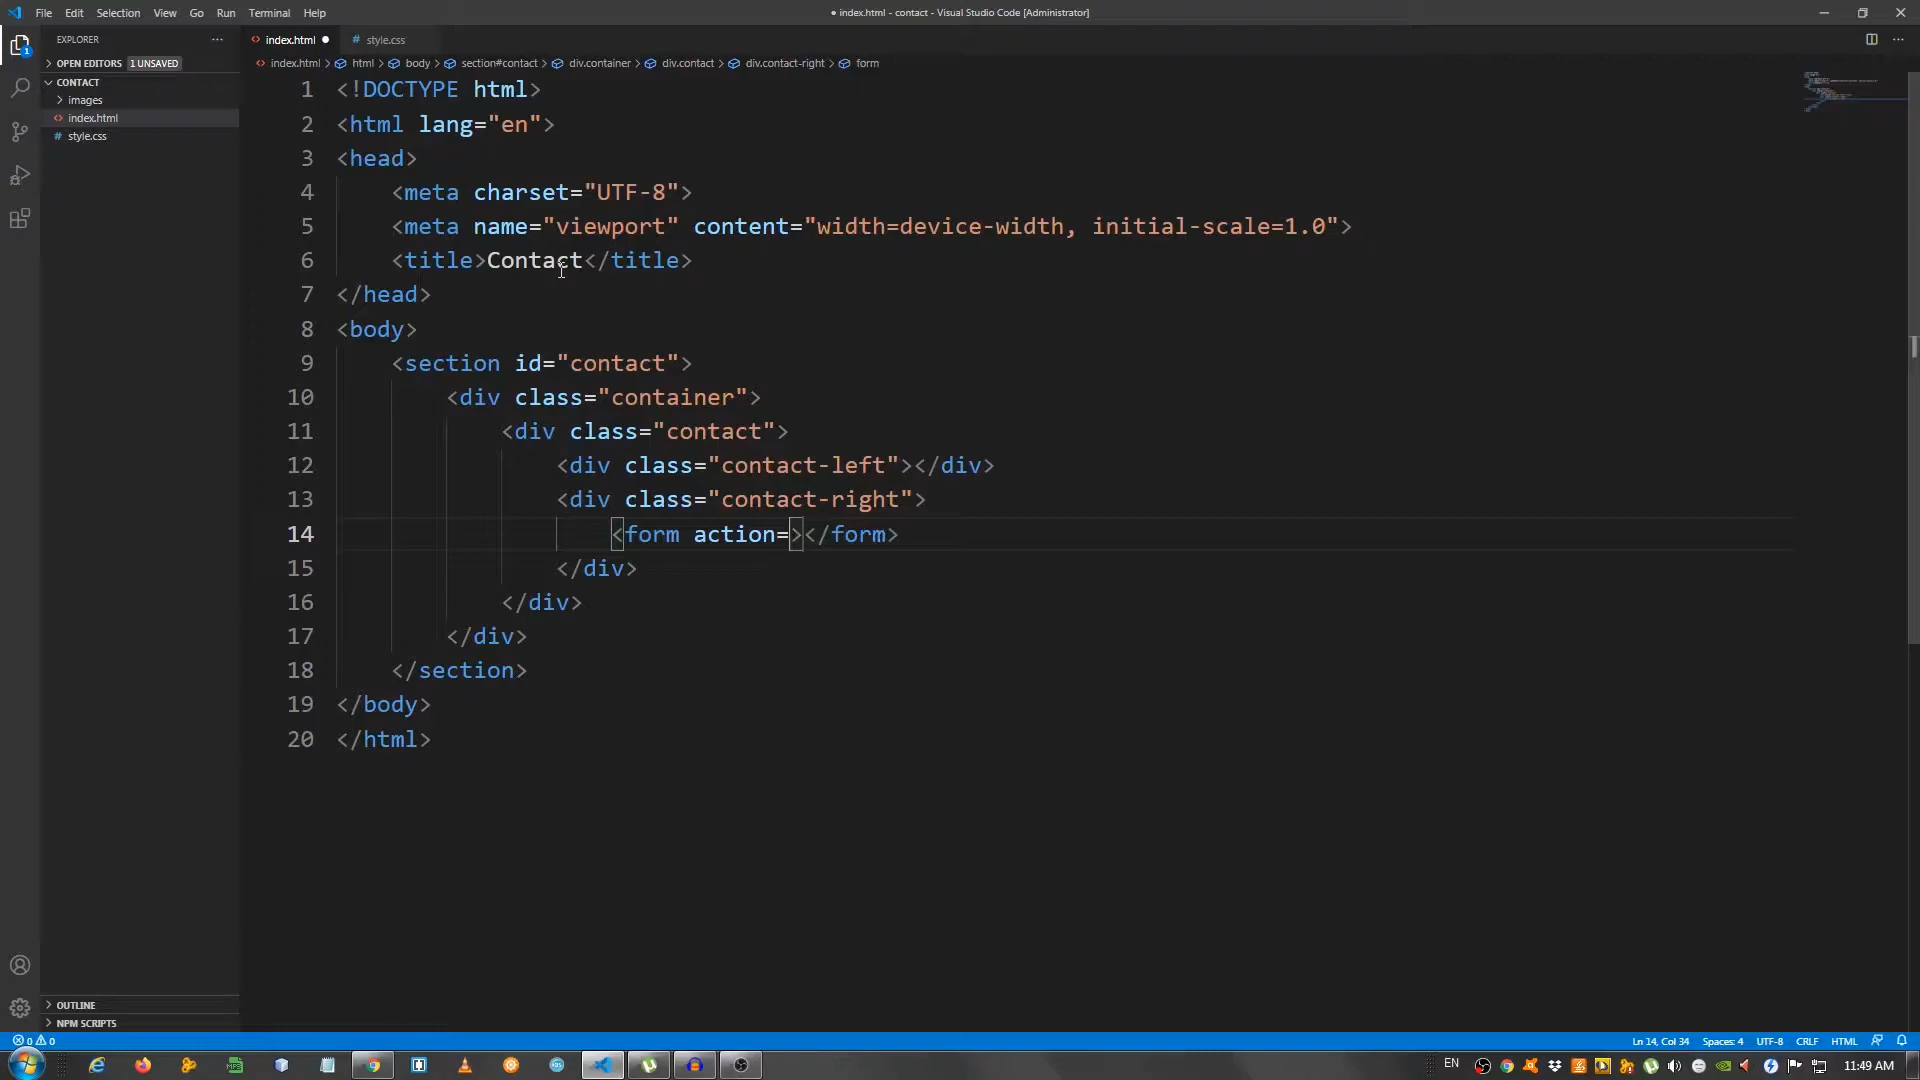 File Edit Selection View Go Run Terminal Help
● index.html - contact - Visual Studio Code [Administrator]
EXPLORER ···
index.html ●
# style.css
OPEN EDITORS 1 UNSAVED
index.html > html > body > section#contact > div.container > div.contact > div.contact-right > form
CONTACT
images
index.html
# style.css
1 <!DOCTYPE html>
2 <html lang="en">
3 <head>
4 <meta charset="UTF-8">
5 <meta name="viewport" content="width=device-width, initial-scale=1.0">
6 <title>Contact</title>
7 </head>
8 <body>
9 <section id="contact">
10 <div class="container">
11 <div class="contact">
12 <div class="contact-left"></div>
13 <div class="contact-right">
14 <form action=></form>
15 </div>
16 </div>
17 </div>
18 </section>
19 </body>
20 </html>
OUTLINE
NPM SCRIPTS
0 0
Ln 14, Col 34 Spaces: 4 UTF-8 CRLF HTML
EN
11:49 AM